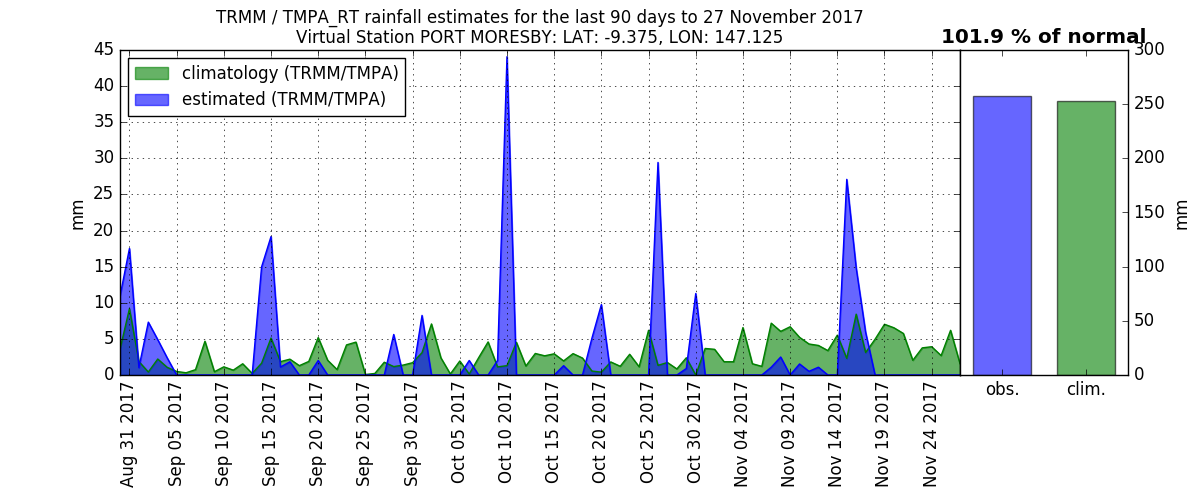 TRMM / TMPA_RT rainfall estimates for the last 90 days to 27 November 2017
Virtual Station PORT MORESBY: LAT: -9.375, LON: 147.125
101.9 % of normal
climatology (TRMM/TMPA)
estimated (TRMM/TMPA)
mm
45
40
35
30
25
20
15
10
5
0
Aug 31 2017
Sep 05 2017
Sep 10 2017
Sep 15 2017
Sep 20 2017
Sep 25 2017
Sep 30 2017
Oct 05 2017
Oct 10 2017
Oct 15 2017
Oct 20 2017
Oct 25 2017
Oct 30 2017
Nov 04 2017
Nov 09 2017
Nov 14 2017
Nov 19 2017
Nov 24 2017
obs.
clim.
300
250
200
150
100
50
0
mm